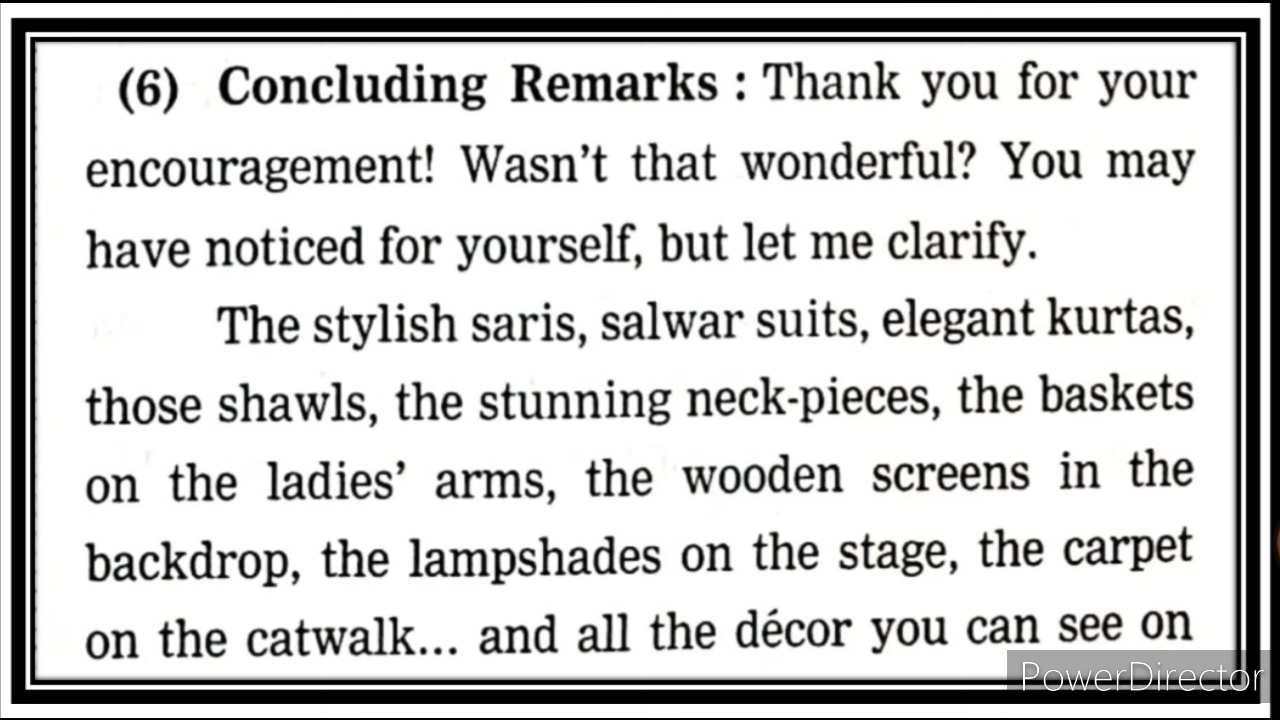 (6) Concluding Remarks : Thank you for your
encouragement! Wasn't that wonderful? You may
have noticed for yourself, but let me clarify.
The stylish saris, salwar suits, elegant kurtas,
those shawls, the stunning neck-pieces, the baskets
on the ladies' arms, the wooden screens in the
backdrop, the lampshades on the stage, the carpet
on the catwalk... and all the décor you can see on
PowerDirector